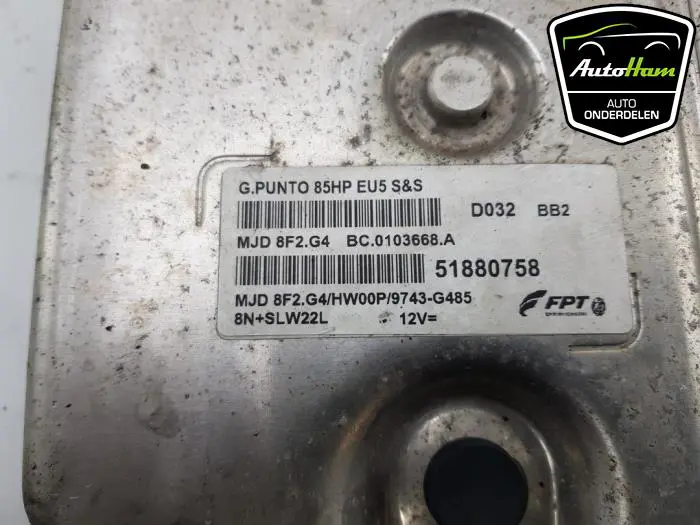 AutoHam
AUTO
ONDERDELEN
G.PUNTO 85HP EU5 S&S
D032 BB2
MJD 8F2.G4 BC.0103668.A
51880758
MJD 8F2.G4/HW00P/9743-G485
8N+SLW22L 12V=
FPT